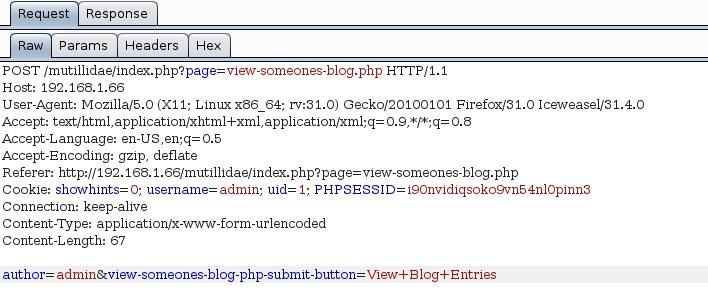 Request Response
Raw Params Headers Hex
POST /mutillidae/index.php?page=view-someones-blog.php HTTP/1.1
Host: 192.168.1.66
User-Agent: Mozilla/5.0 (X11; Linux x86_64; rv:31.0) Gecko/20100101 Firefox/31.0 Iceweasel/31.4.0
Accept: text/html,application/xhtml+xml,application/xml;q=0.9,*/*;q=0.8
Accept-Language: en-US,en;q=0.5
Accept-Encoding: gzip, deflate
Referer: http://192.168.1.66/mutillidae/index.php?page=view-someones-blog.php
Cookie: showhints=0; username=admin; uid=1; PHPSESSID=i90nvidiqsoko9vn54nl0pinn3
Connection: keep-alive
Content-Type: application/x-www-form-urlencoded
Content-Length: 67
author=admin&view-someones-blog-php-submit-button=View+Blog+Entries